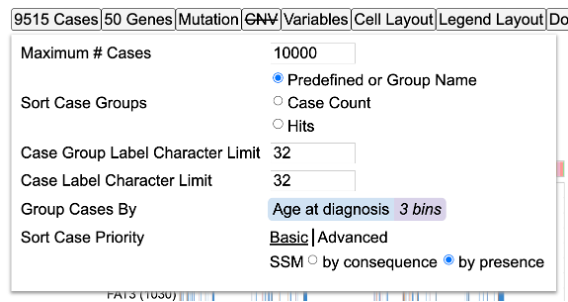 9515 Cases 50 Genes Mutation CNV Variables Cell Layout Legend Layout Do
Maximum # Cases 10000
Sort Case Groups
Predefined or Group Name
Case Count
Hits
Case Group Label Character Limit 32
Case Label Character Limit 32
Group Cases By Age at diagnosis 3 bins
Sort Case Priority Basic Advanced
SSM by consequence by presence
FAT3 (1030)